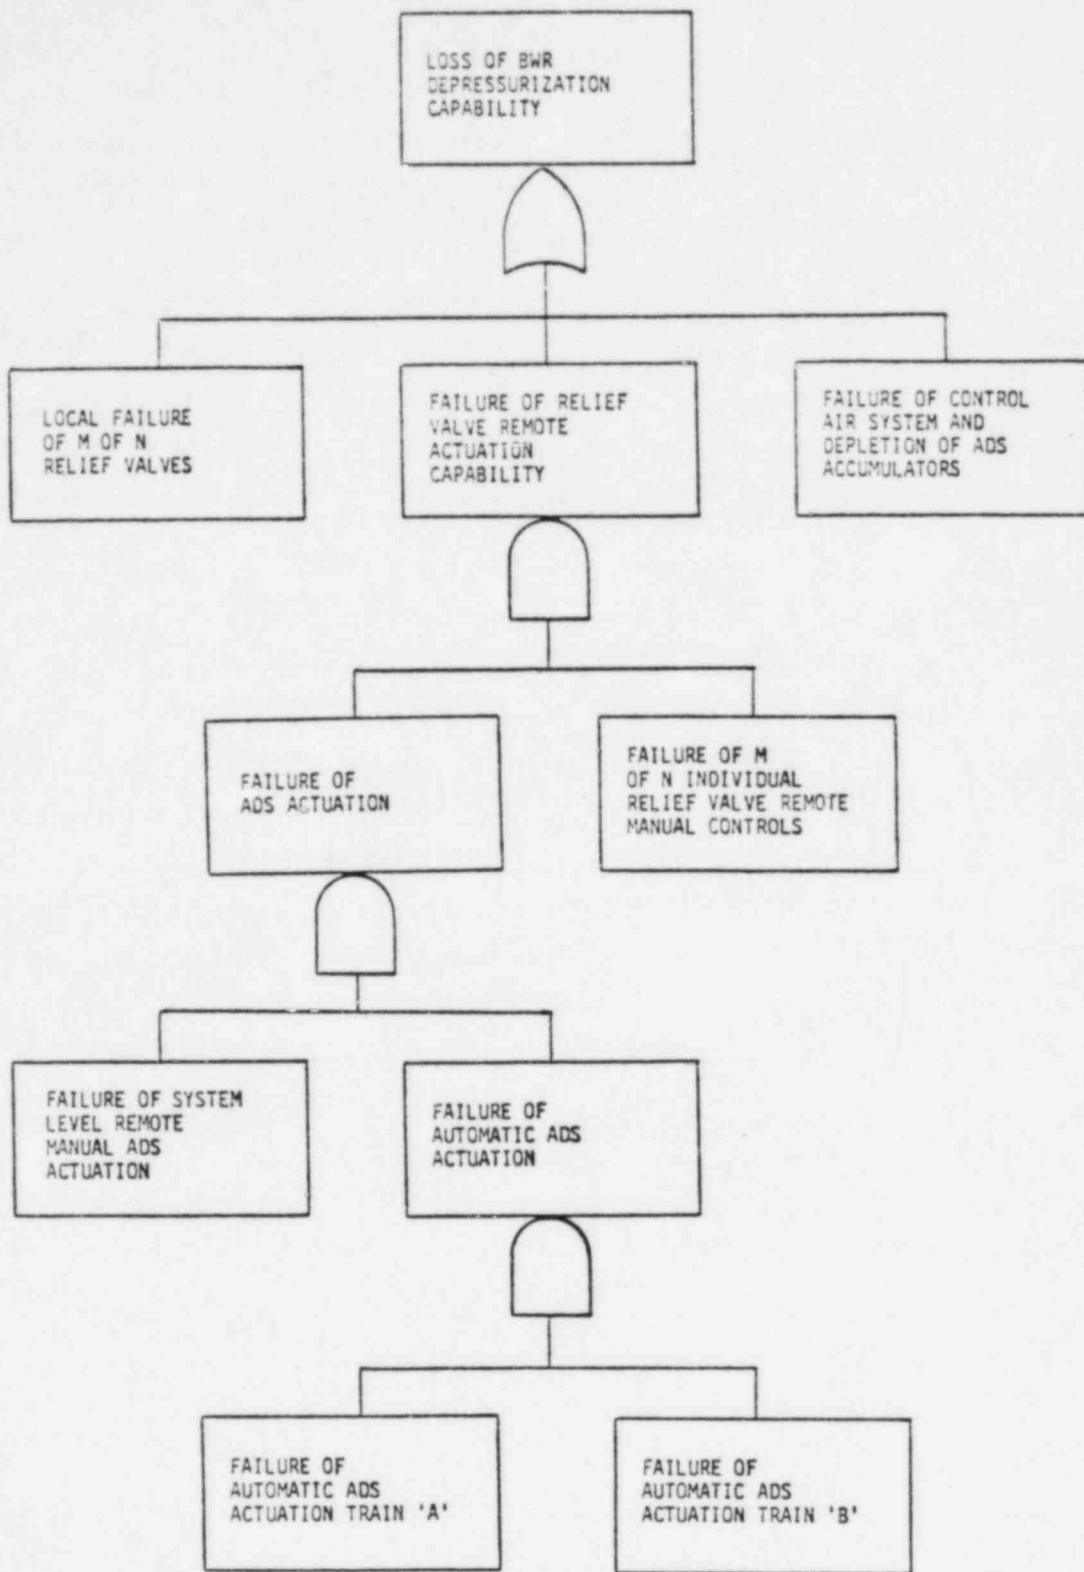 LOSS OF BWR
DEPRESSURIZATION
CAPABILITY
LOCAL FAILURE
OF M OF N
RELIEF VALVES
FAILURE OF RELIEF
VALVE REMOTE
ACTUATION
CAPABILITY
FAILURE OF CONTROL
AIR SYSTEM AND
DEPLETION OF ADS
ACCUMULATORS
FAILURE OF
ADS ACTUATION
FAILURE OF M
OF N INDIVIDUAL
RELIEF VALVE REMOTE
MANUAL CONTROLS
FAILURE OF SYSTEM
LEVEL REMOTE
MANUAL ADS
ACTUATION
FAILURE OF
AUTOMATIC ADS
ACTUATION
FAILURE OF
AUTOMATIC ADS
ACTUATION TRAIN 'A'
FAILURE OF
AUTOMATIC ADS
ACTUATION TRAIN 'B'